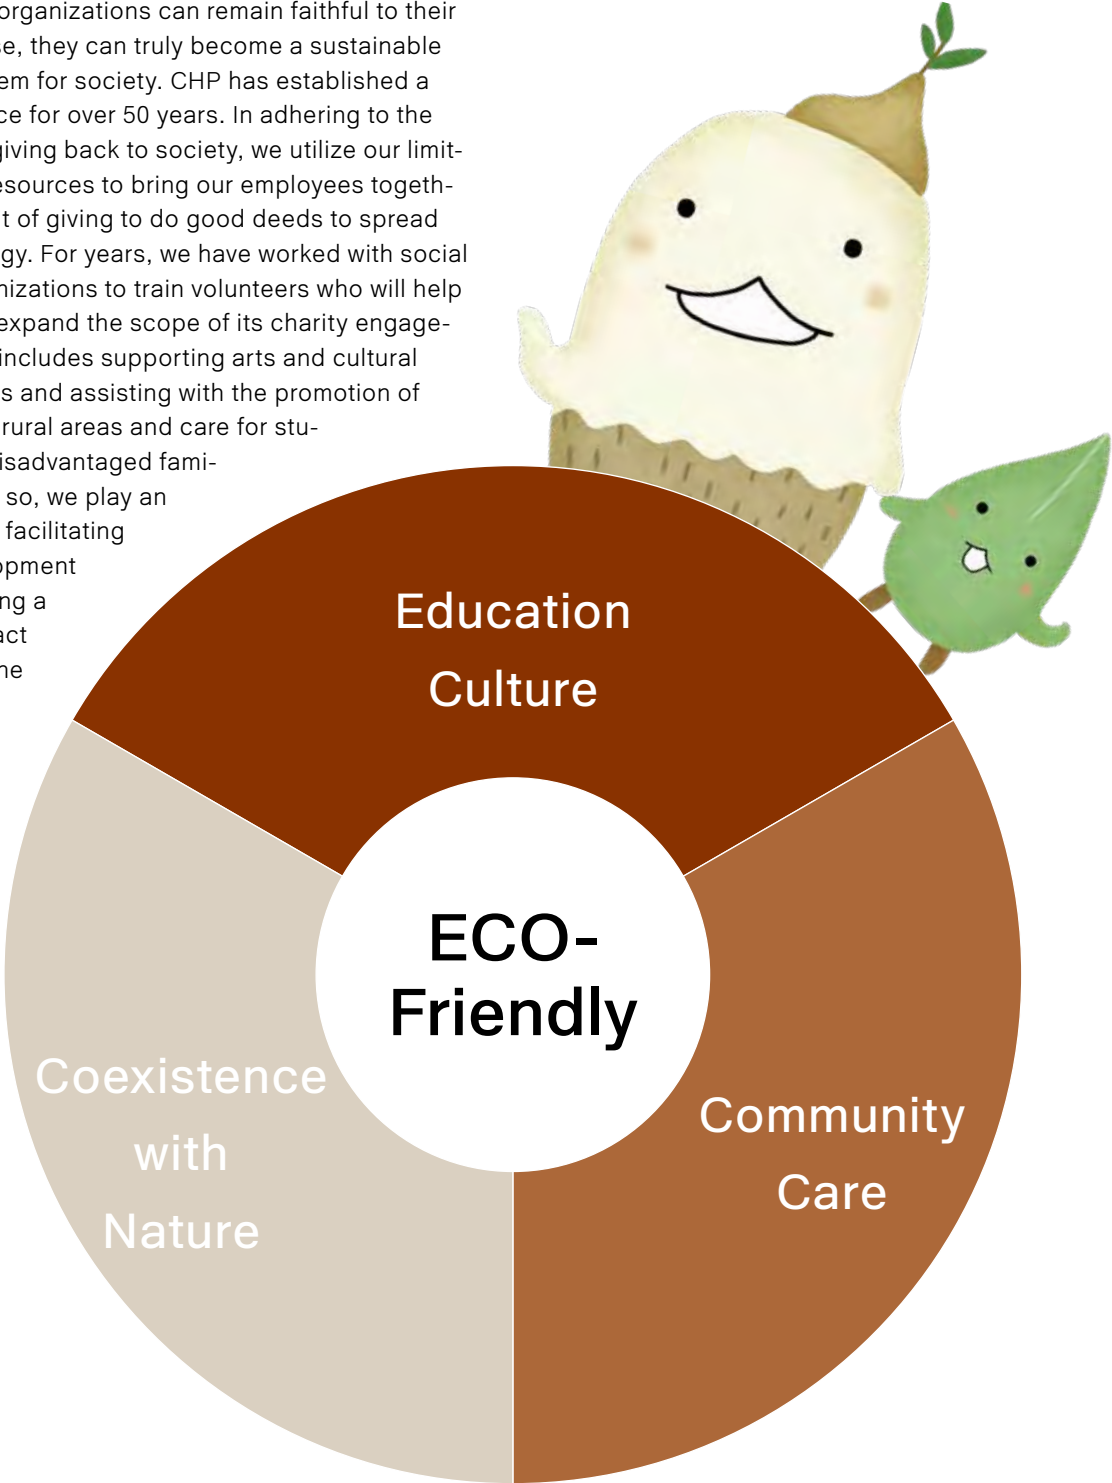 organizations can remain faithful to their
se, they can truly become a sustainable
em for society. CHP has established a
ce for over 50 years. In adhering to the
giving back to society, we utilize our limit-
esources to bring our employees togeth-
t of giving to do good deeds to spread
gy. For years, we have worked with social
nizations to train volunteers who will help
expand the scope of its charity engage-
includes supporting arts and cultural
s and assisting with the promotion of
rural areas and care for stu-
isadvantaged fami-
so, we play an
facilitating
opment
ng a
act
ne
Education
Culture
ECO-
Friendly
Coexistence
with
Nature
Community
Care